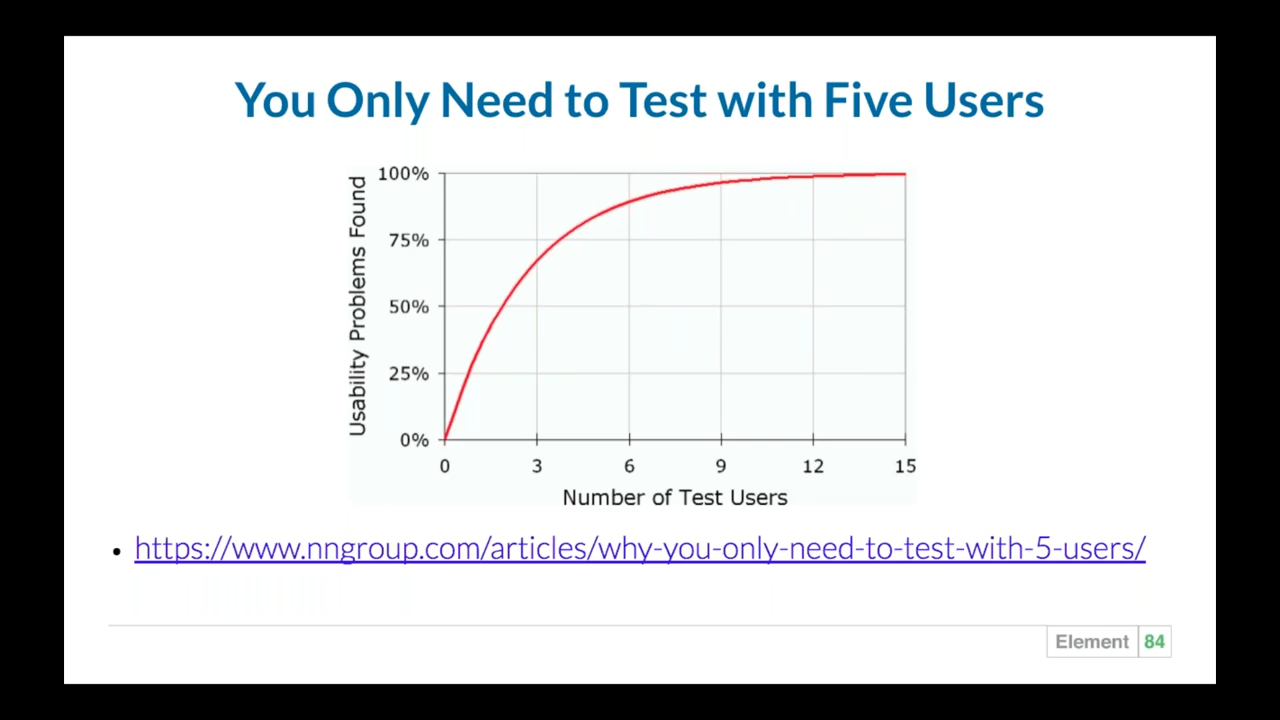 You Only Need to Test with Five Users
Usability Problems Found
100%
75%
50%
25%
0%
0 3 6 9 12 15
Number of Test Users
• https://www.nngroup.com/articles/why-you-only-need-to-test-with-5-users/
Element 84